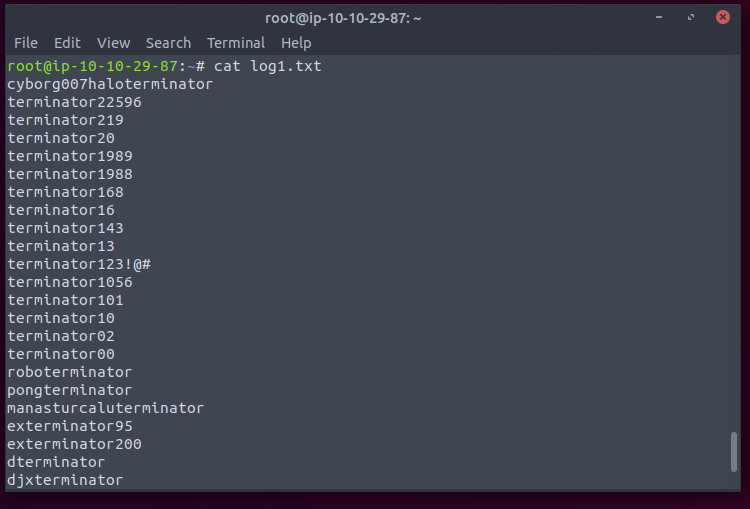 root@ip-10-10-29-87: ~
File Edit View Search Terminal Help
root@ip-10-10-29-87:~# cat log1.txt
cyborg007haloterminator
terminator22596
terminator219
terminator20
terminator1989
terminator1988
terminator168
terminator16
terminator143
terminator13
terminator123!@#
terminator1056
terminator101
terminator10
terminator02
terminator00
roboterminator
pongterminator
manasturcaluterminator
exterminator95
exterminator200
dterminator
djxterminator